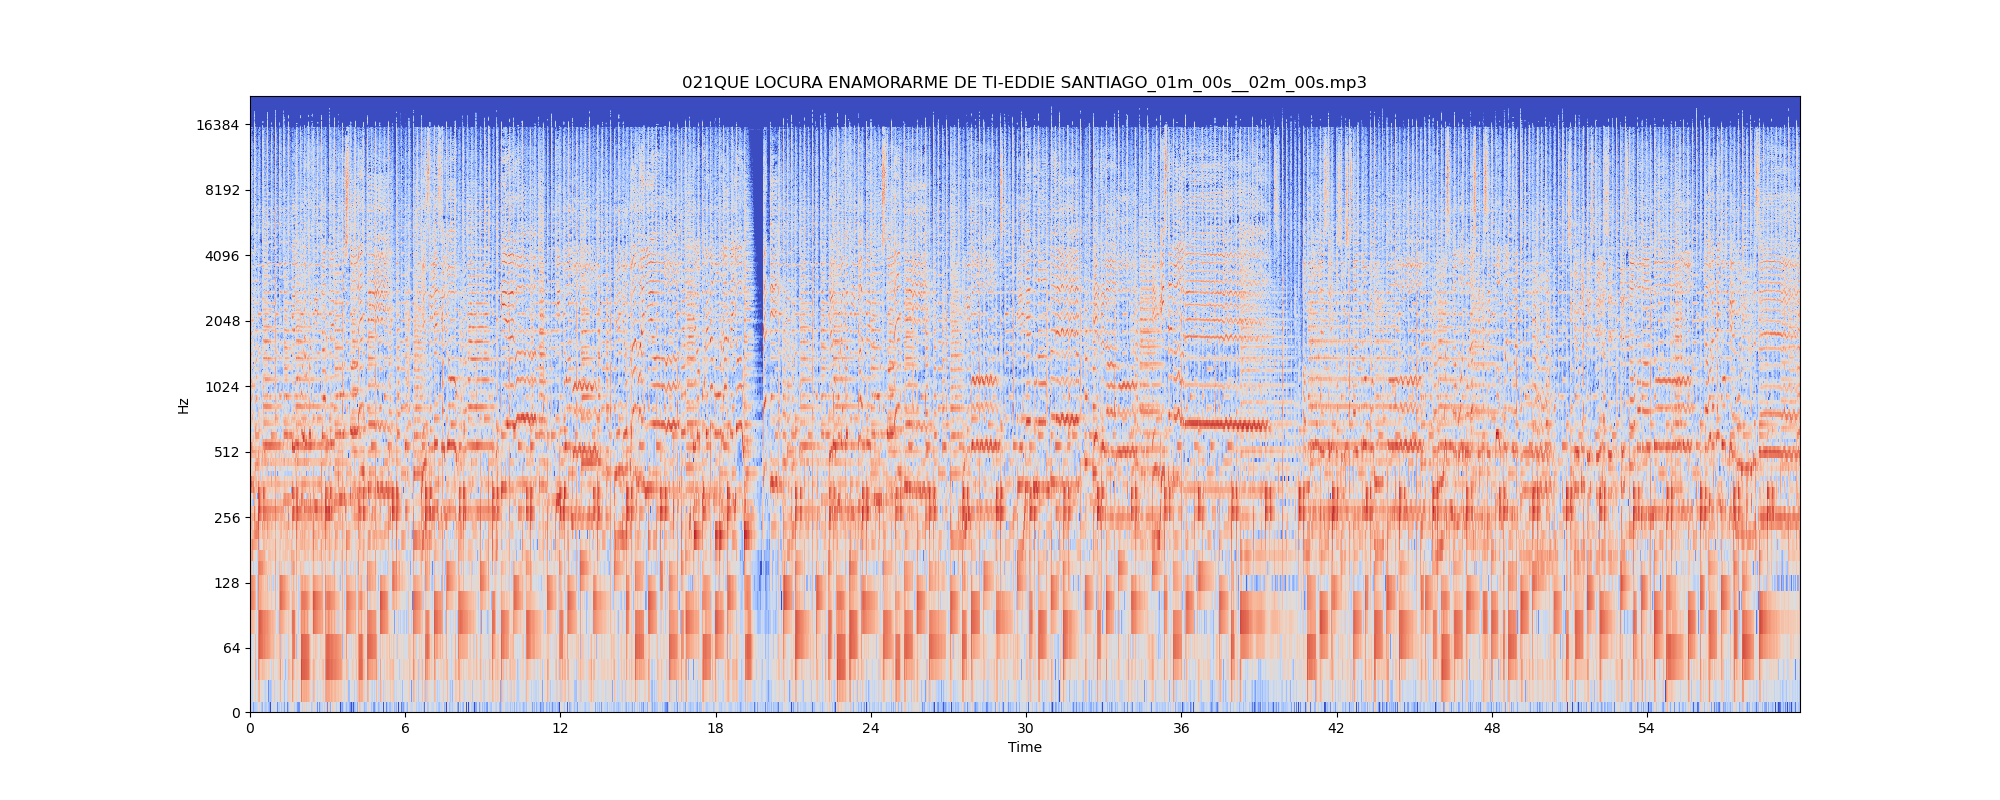 021QUE LOCURA ENAMORARME DE TI-EDDIE SANTIAGO_01m_00s__02m_00s.mp3
16384
8192
4096
2048
1024
512
256
128
64
0
Hz
0 6 12 18 24 30 36 42 48 54
Time